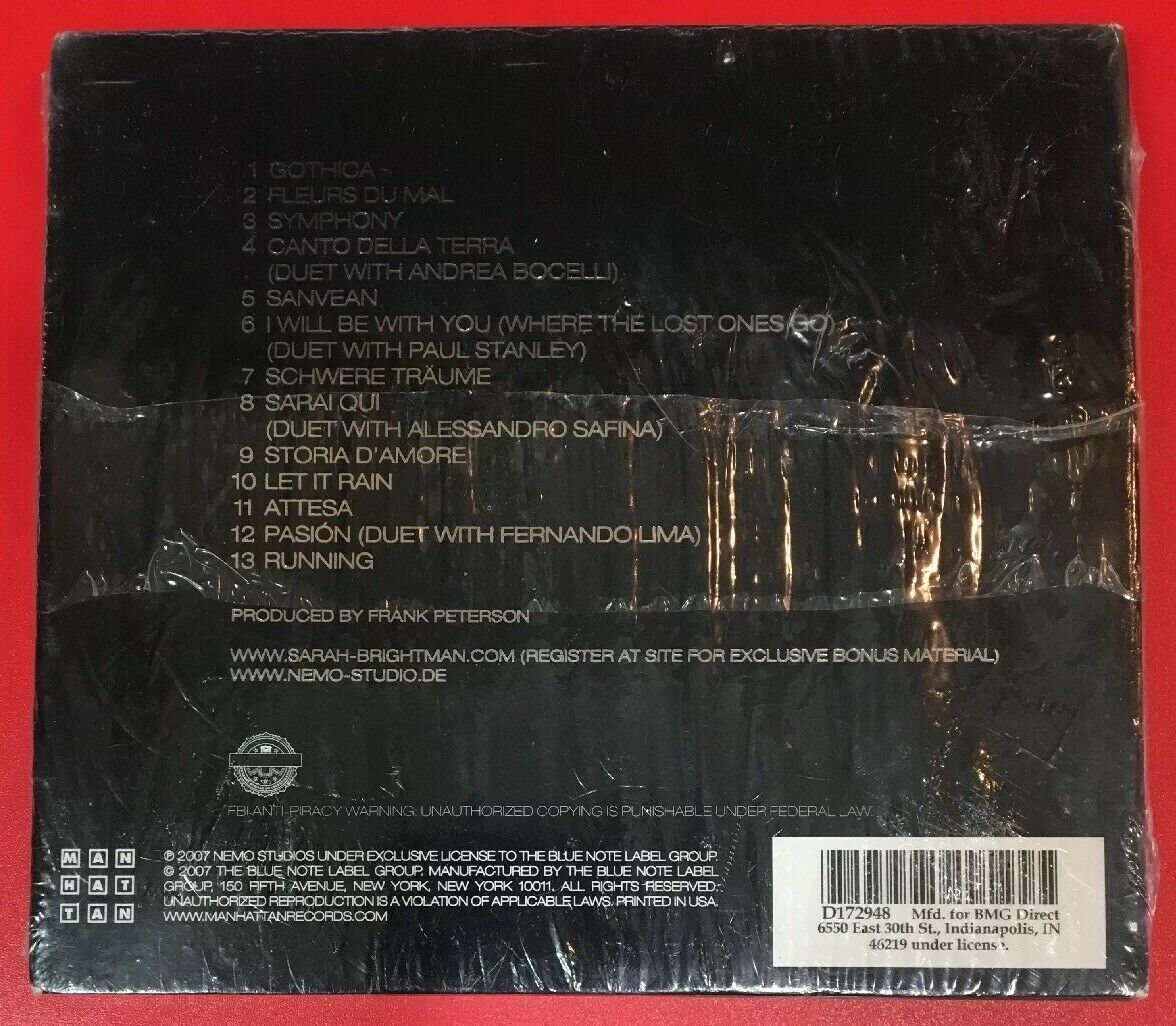 1 GOTHICA
2 FLEURS DU MAL
3 SYMPHONY
4 CANTO DELLA TERRA
(DUET WITH ANDREA BOCELLI)
5 SANVEAN
6 I WILL BE WITH YOU (WHERE THE LOST ONES GO)
(DUET WITH PAUL STANLEY)
7 SCHWERE TRÄUME
8 SARAI QUI
(DUET WITH ALESSANDRO SAFINA)
9 STORIA D'AMORE
10 LET IT RAIN
11 ATTESA
12 PASIÓN (DUET WITH FERNANDO LIMA)
13 RUNNING
PRODUCED BY FRANK PETERSON
WWW.SARAH-BRIGHTMAN.COM (REGISTER AT SITE FOR EXCLUSIVE BONUS MATERIAL)
WWW.NEMO-STUDIO.DE
FBI ANTI-PIRACY WARNING: UNAUTHORIZED COPYING IS PUNISHABLE UNDER FEDERAL LAW.
MAN
HAT
TAN
℗ 2007 NEMO STUDIOS UNDER EXCLUSIVE LICENSE TO THE BLUE NOTE LABEL GROUP.
© 2007 THE BLUE NOTE LABEL GROUP. MANUFACTURED BY THE BLUE NOTE LABEL
GROUP, 150 FIFTH AVENUE, NEW YORK, NEW YORK 10011. ALL RIGHTS RESERVED.
UNAUTHORIZED REPRODUCTION IS A VIOLATION OF APPLICABLE LAWS. PRINTED IN USA.
WWW.MANHATTANRECORDS.COM
D172948 Mfd. for BMG Direct
6550 East 30th St., Indianapolis, IN
46219 under license.